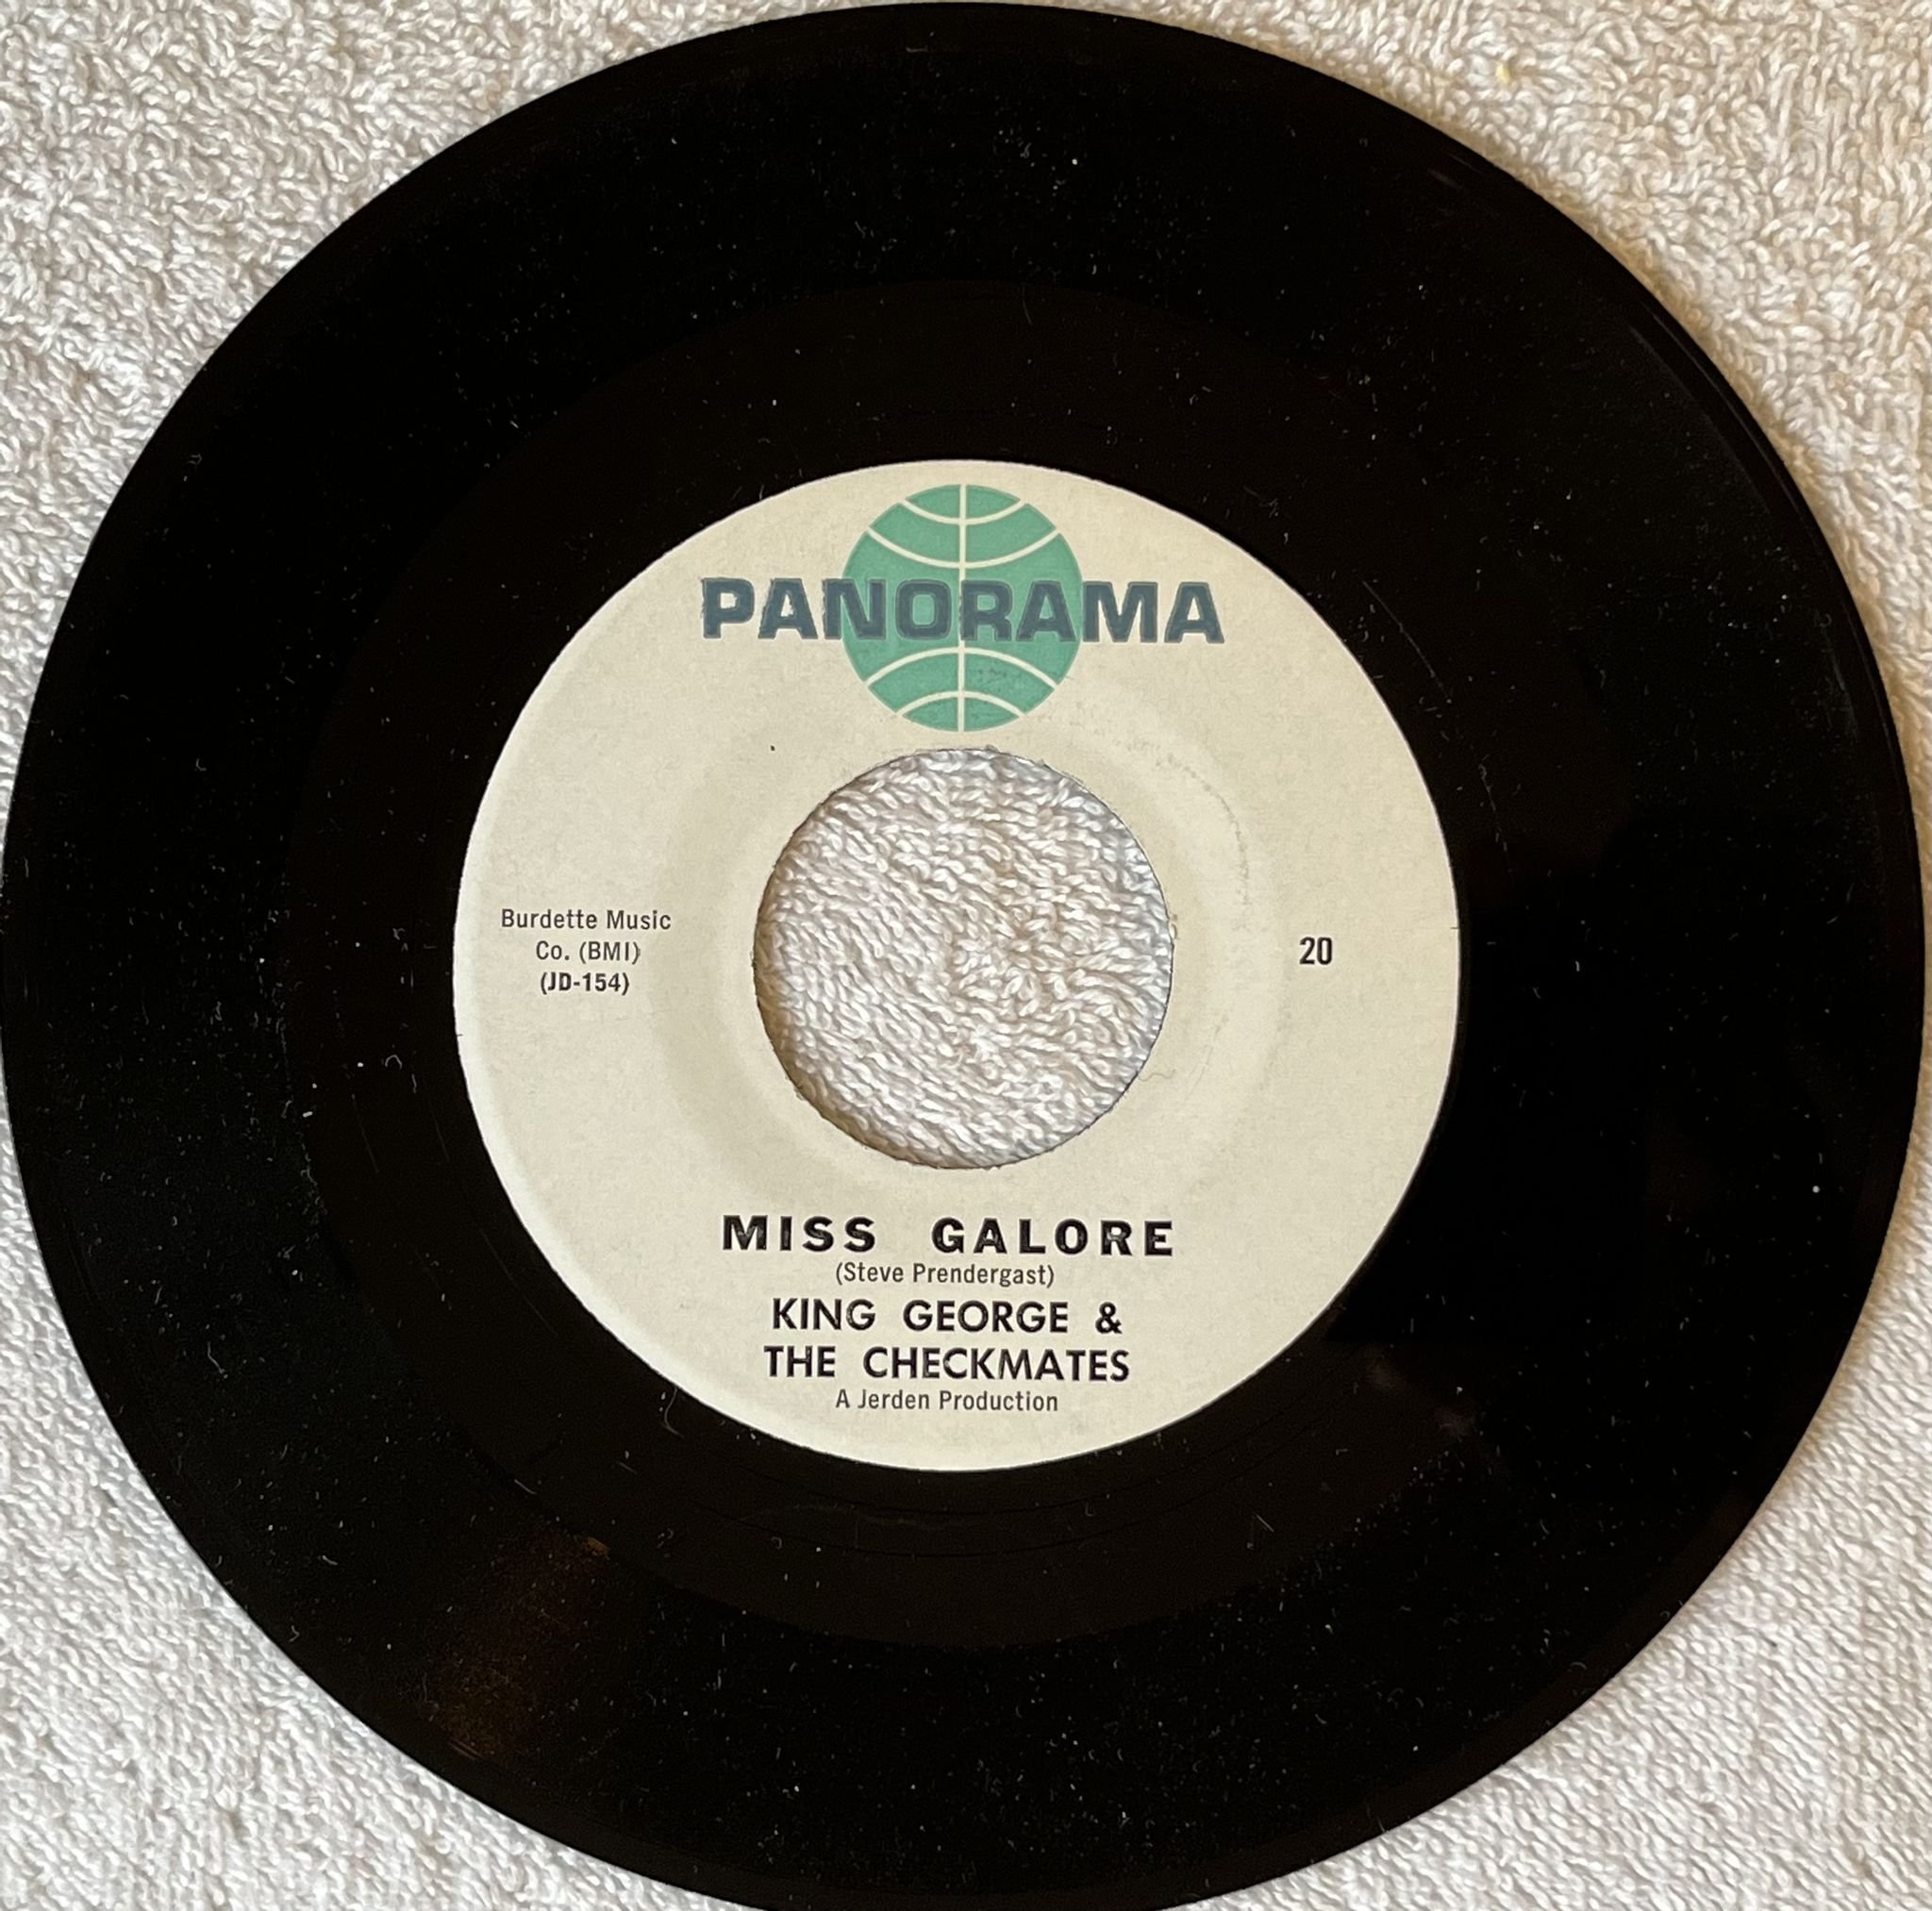 PANORAMA
Burdette Music
Co. (BMI)
(JD-154)
20
MISS GALORE
(Steve Prendergast)
KING GEORGE &
THE CHECKMATES
A Jerden Production